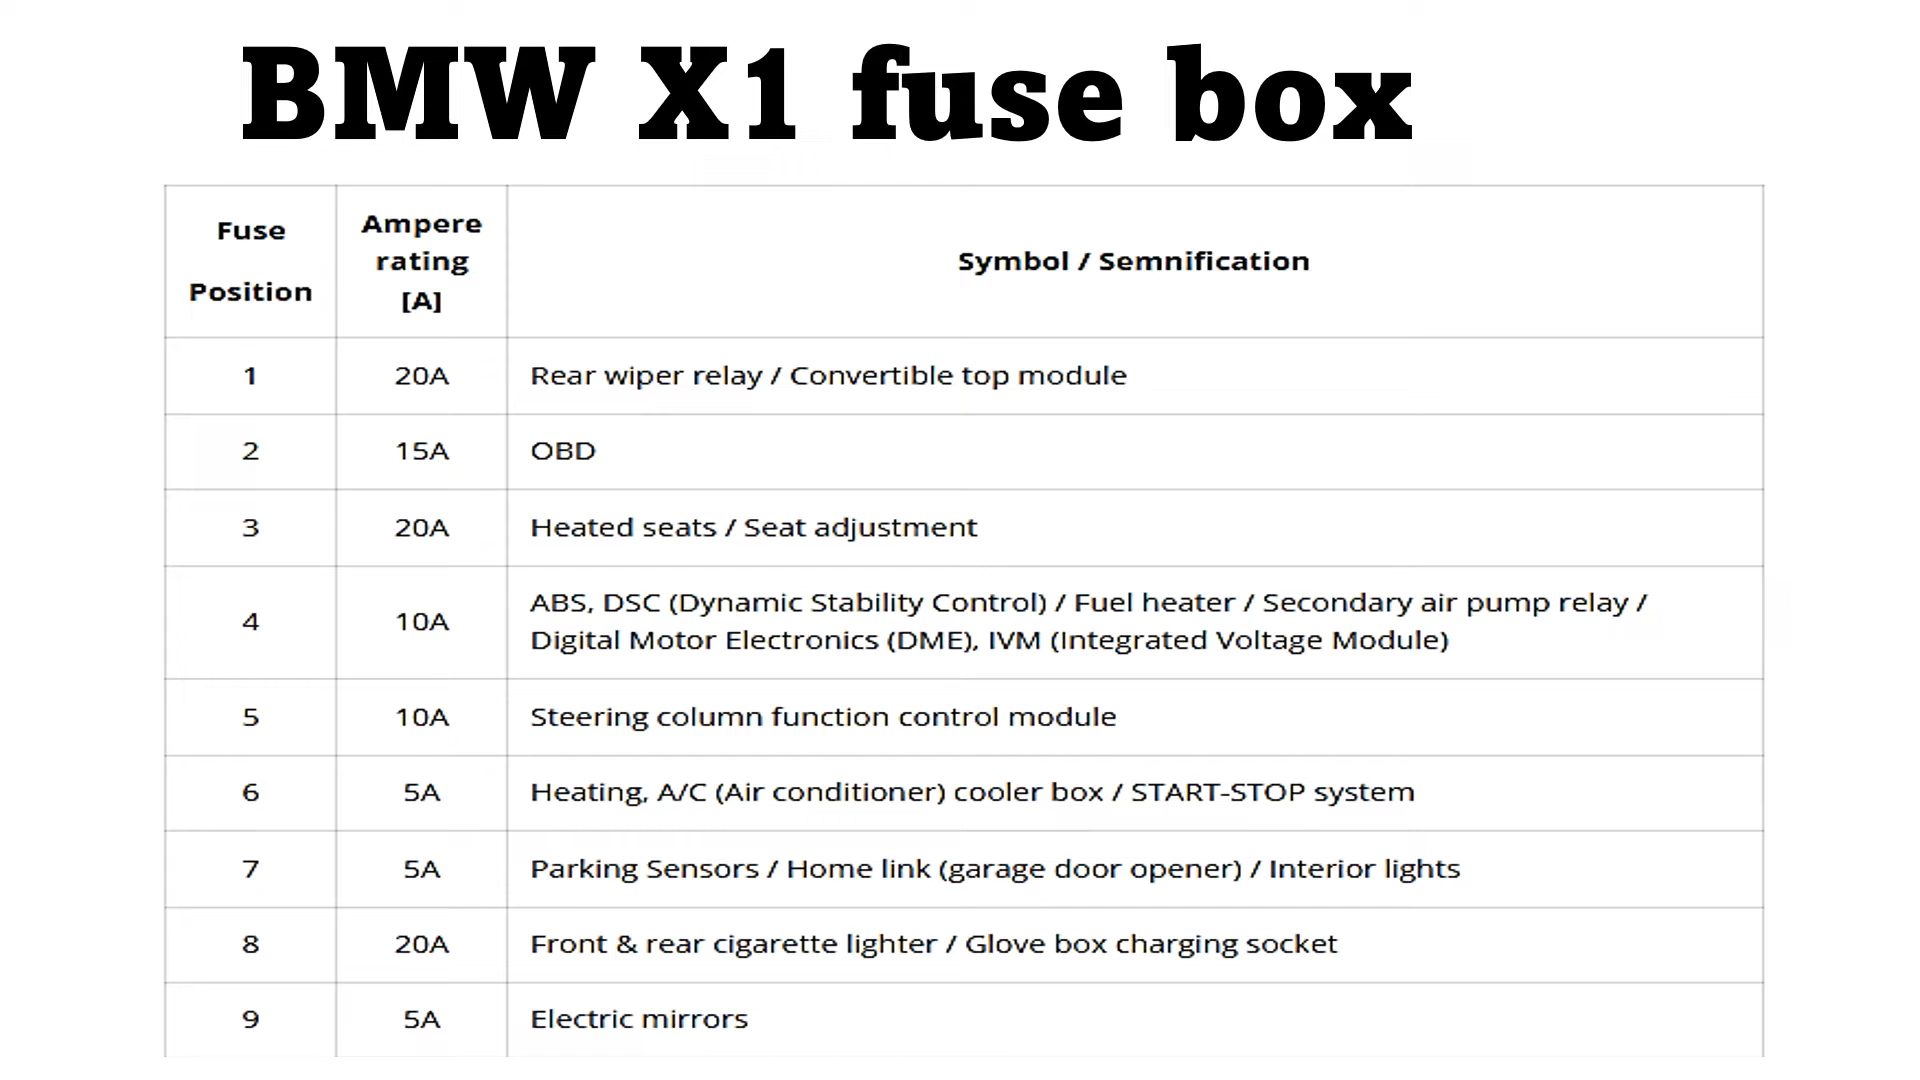 BMW X1 fuse box
Fuse
Position
Ampere
rating
[A]
Symbol / Semnification
1 20A Rear wiper relay / Convertible top module
2 15A OBD
3 20A Heated seats / Seat adjustment
4 10A ABS, DSC (Dynamic Stability Control) / Fuel heater / Secondary air pump relay /
Digital Motor Electronics (DME), IVM (Integrated Voltage Module)
5 10A Steering column function control module
6 5A Heating, A/C (Air conditioner) cooler box / START-STOP system
7 5A Parking Sensors / Home link (garage door opener) / Interior lights
8 20A Front & rear cigarette lighter / Glove box charging socket
9 5A Electric mirrors